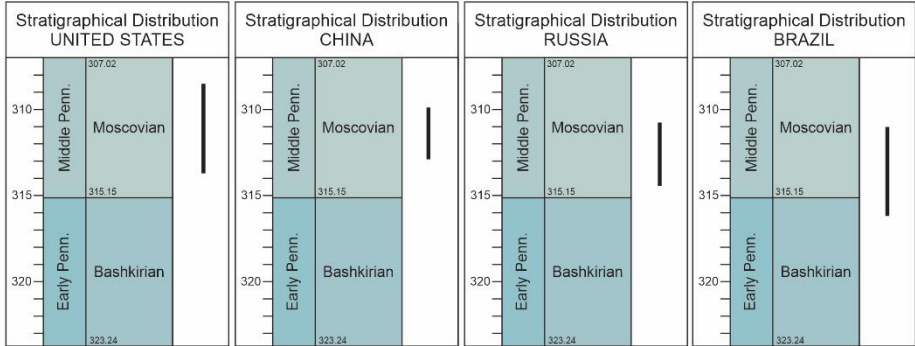 Stratigraphical Distribution
UNITED STATES
307.02
310
Middle Penn.
Moscovian
315
315.15
Early Penn.
Bashkirian
320
323.24
Stratigraphical Distribution
CHINA
307.02
310
Middle Penn.
Moscovian
315
315.15
Early Penn.
Bashkirian
320
323.24
Stratigraphical Distribution
RUSSIA
307.02
310
Middle Penn.
Moscovian
315
315.15
Early Penn.
Bashkirian
320
323.24
Stratigraphical Distribution
BRAZIL
307.02
310
Middle Penn.
Moscovian
315
315.15
Early Penn.
Bashkirian
320
323.24